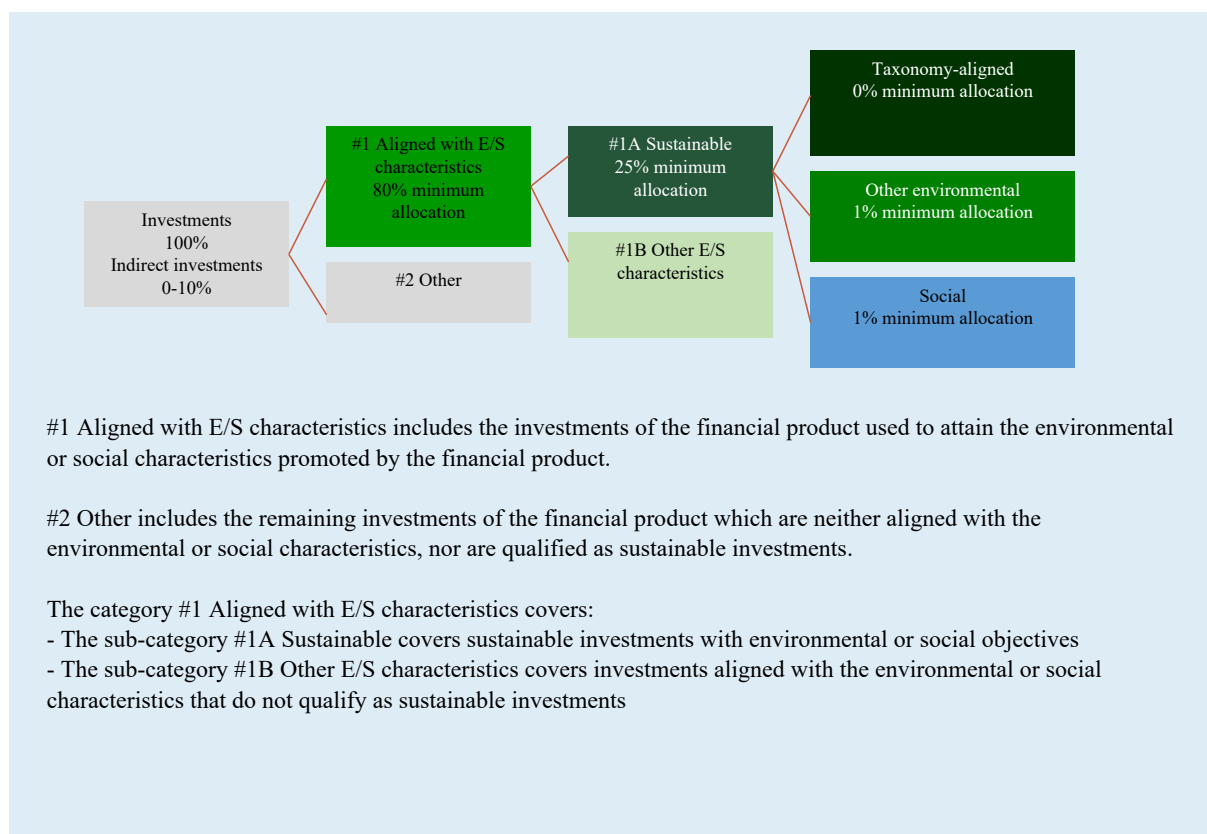 Investments
100%
Indirect investments
0-10%
#1 Aligned with E/S
characteristics
80% minimum
allocation
#2 Other
#1A Sustainable
25% minimum
allocation
#1B Other E/S
characteristics
Taxonomy-aligned
0% minimum allocation
Other environmental
1% minimum allocation
Social
1% minimum allocation
#1 Aligned with E/S characteristics includes the investments of the financial product used to attain the environmental
or social characteristics promoted by the financial product.
#2 Other includes the remaining investments of the financial product which are neither aligned with the
environmental or social characteristics, nor are qualified as sustainable investments.
The category #1 Aligned with E/S characteristics covers:
- The sub-category #1A Sustainable covers sustainable investments with environmental or social objectives
- The sub-category #1B Other E/S characteristics covers investments aligned with the environmental or social
characteristics that do not qualify as sustainable investments